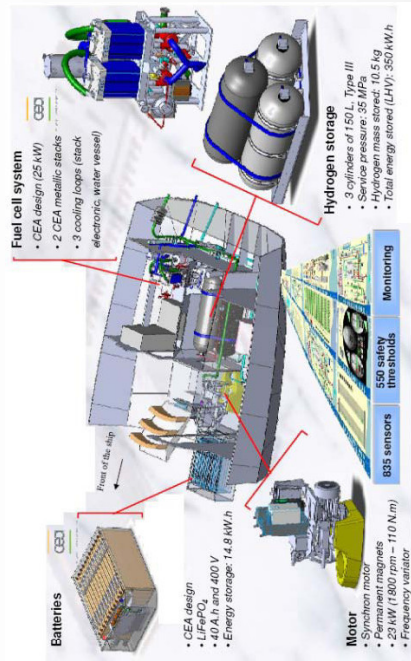 Batteries
cea
• CEA design
• LiFePO4
• 40 A.h and 400 V
• Energy storage: 14.8 kW.h
Front of the ship
Fuel cell system
cea
• CEA design (25 kW)
• 2 CEA metallic stacks
• 3 cooling loops (stack
electronic, water vessel)
Motor
• Synchron motor
• Permanent magnets
• 23 kW (1800 rpm – 110 N.m)
• Frequency variator
835 sensors
550 safety
thresholds
Monitoring
Hydrogen storage
• 3 cylinders of 150 L. Type III
• Service pressure: 35 MPa
• Hydrogen mass stored: 10.5 kg
• Total energy stored (LHV): 350 kW.h